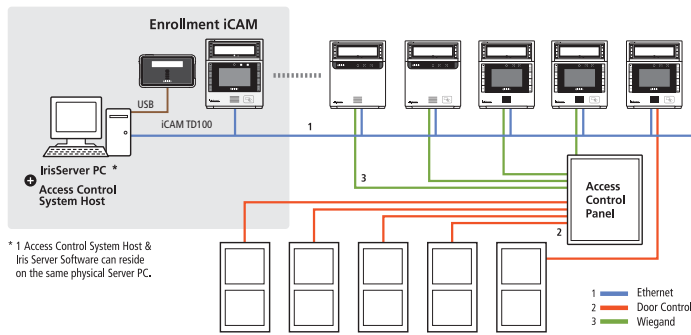 Enrollment iCAM
USB
iCAM TD100
1
IrisServer PC *
Access Control
System Host
3
Access
Control
Panel
2
* 1 Access Control System Host &
Iris Server Software can reside
on the same physical Server PC.
1 Ethernet
2 Door Control
3 Wiegand